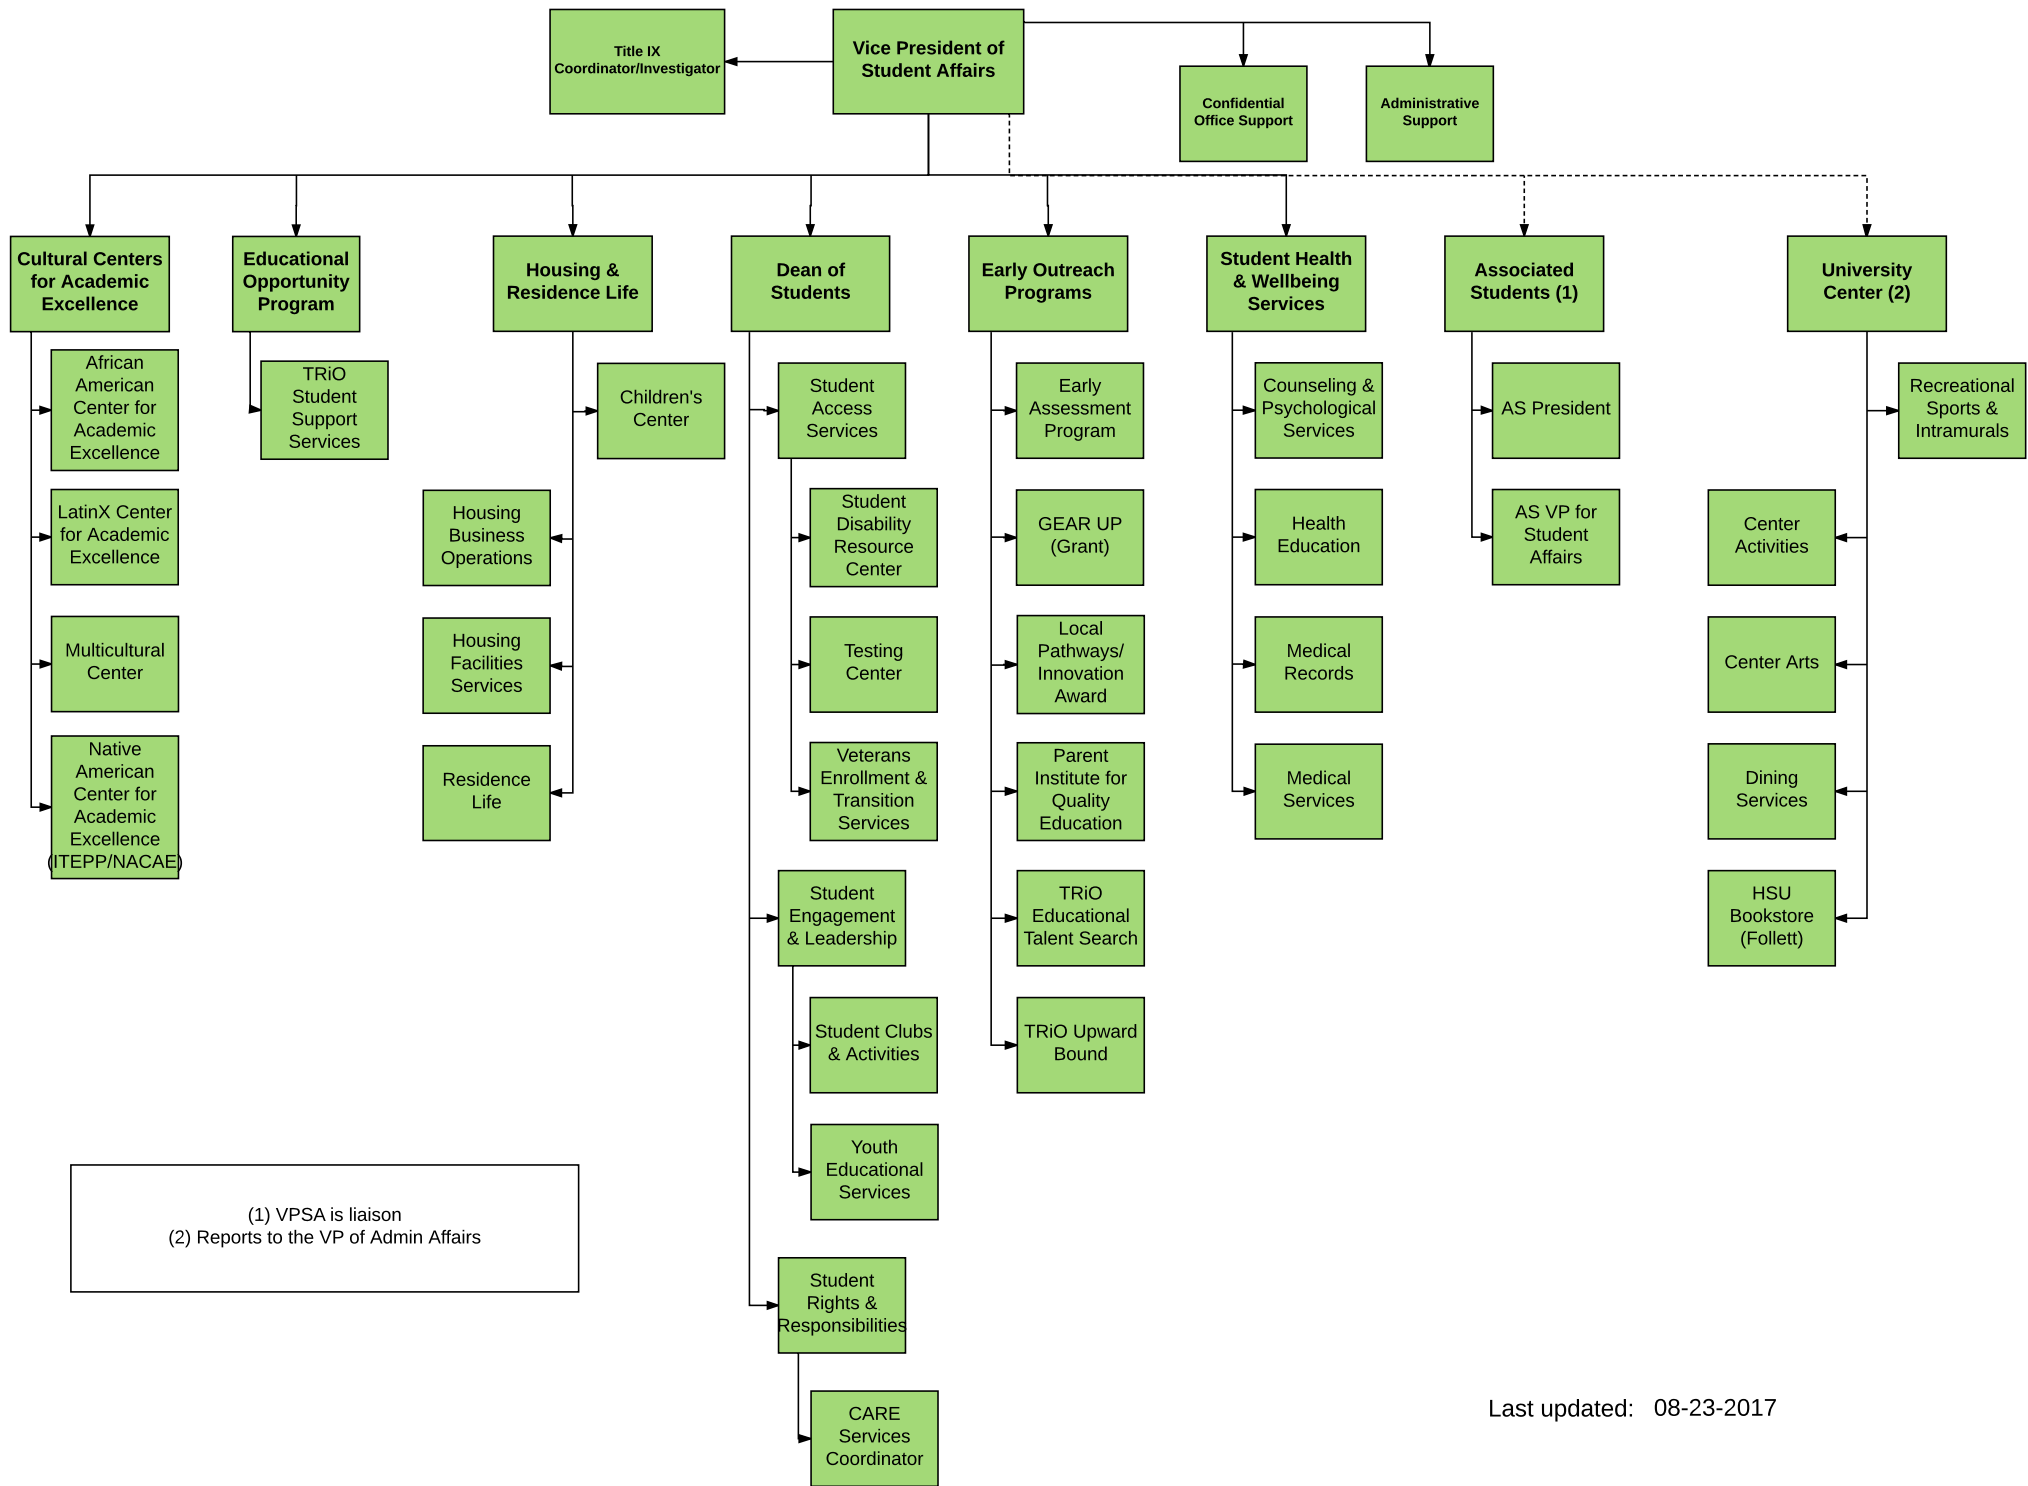 Title IX
Coordinator/Investigator
Vice President of
Student Affairs
Confidential
Office Support
Administrative
Support
Cultural Centers
for Academic
Excellence
Educational
Opportunity
Program
Housing &
Residence Life
Dean of
Students
Early Outreach
Programs
Student Health
& Wellbeing
Services
Associated
Students (1)
University
Center (2)
African
American
Center for
Academic
Excellence
LatinX Center
for Academic
Excellence
Multicultural
Center
Native
American
Center for
Academic
Excellence
(ITEPP/NACAE)
TRiO
Student
Support
Services
Children's
Center
Housing
Business
Operations
Housing
Facilities
Services
Residence
Life
Student
Access
Services
Student
Disability
Resource
Center
Testing
Center
Veterans
Enrollment &
Transition
Services
Student
Engagement
& Leadership
Student Clubs
& Activities
Youth
Educational
Services
Student
Rights &
Responsibilities
CARE
Services
Coordinator
Early
Assessment
Program
GEAR UP
(Grant)
Local
Pathways/
Innovation
Award
Parent
Institute for
Quality
Education
TRiO
Educational
Talent Search
TRiO Upward
Bound
Counseling &
Psychological
Services
Health
Education
Medical
Records
Medical
Services
AS President
AS VP for
Student
Affairs
Recreational
Sports &
Intramurals
Center
Activities
Center Arts
Dining
Services
HSU
Bookstore
(Follett)
(1) VPSA is liaison
(2) Reports to the VP of Admin Affairs
Last updated: 08-23-2017